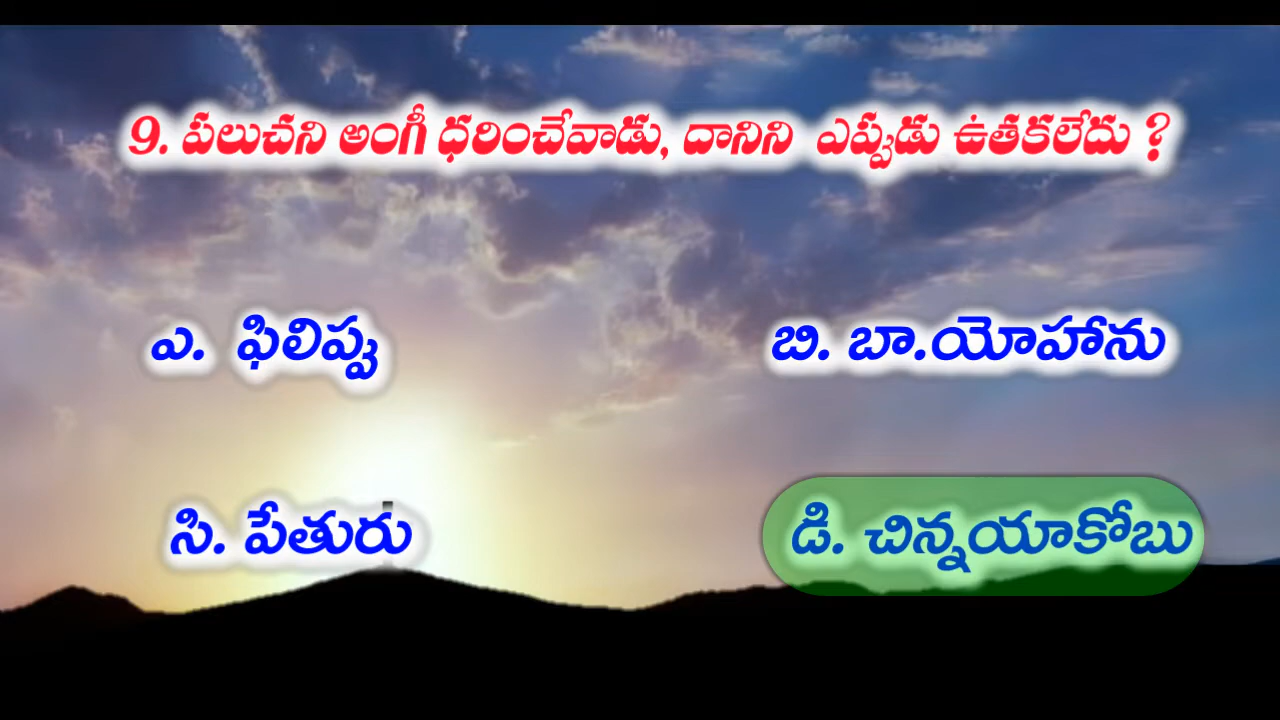 9. పలుచని అంగీ ధరించేవాడు, దానిని ఎప్పుడు ఉతకలేదు ?
ఎ. ఫిలిప్పు
బి. బా.యోహాను
సి. పేతురు
డి. చిన్నయాకోబు